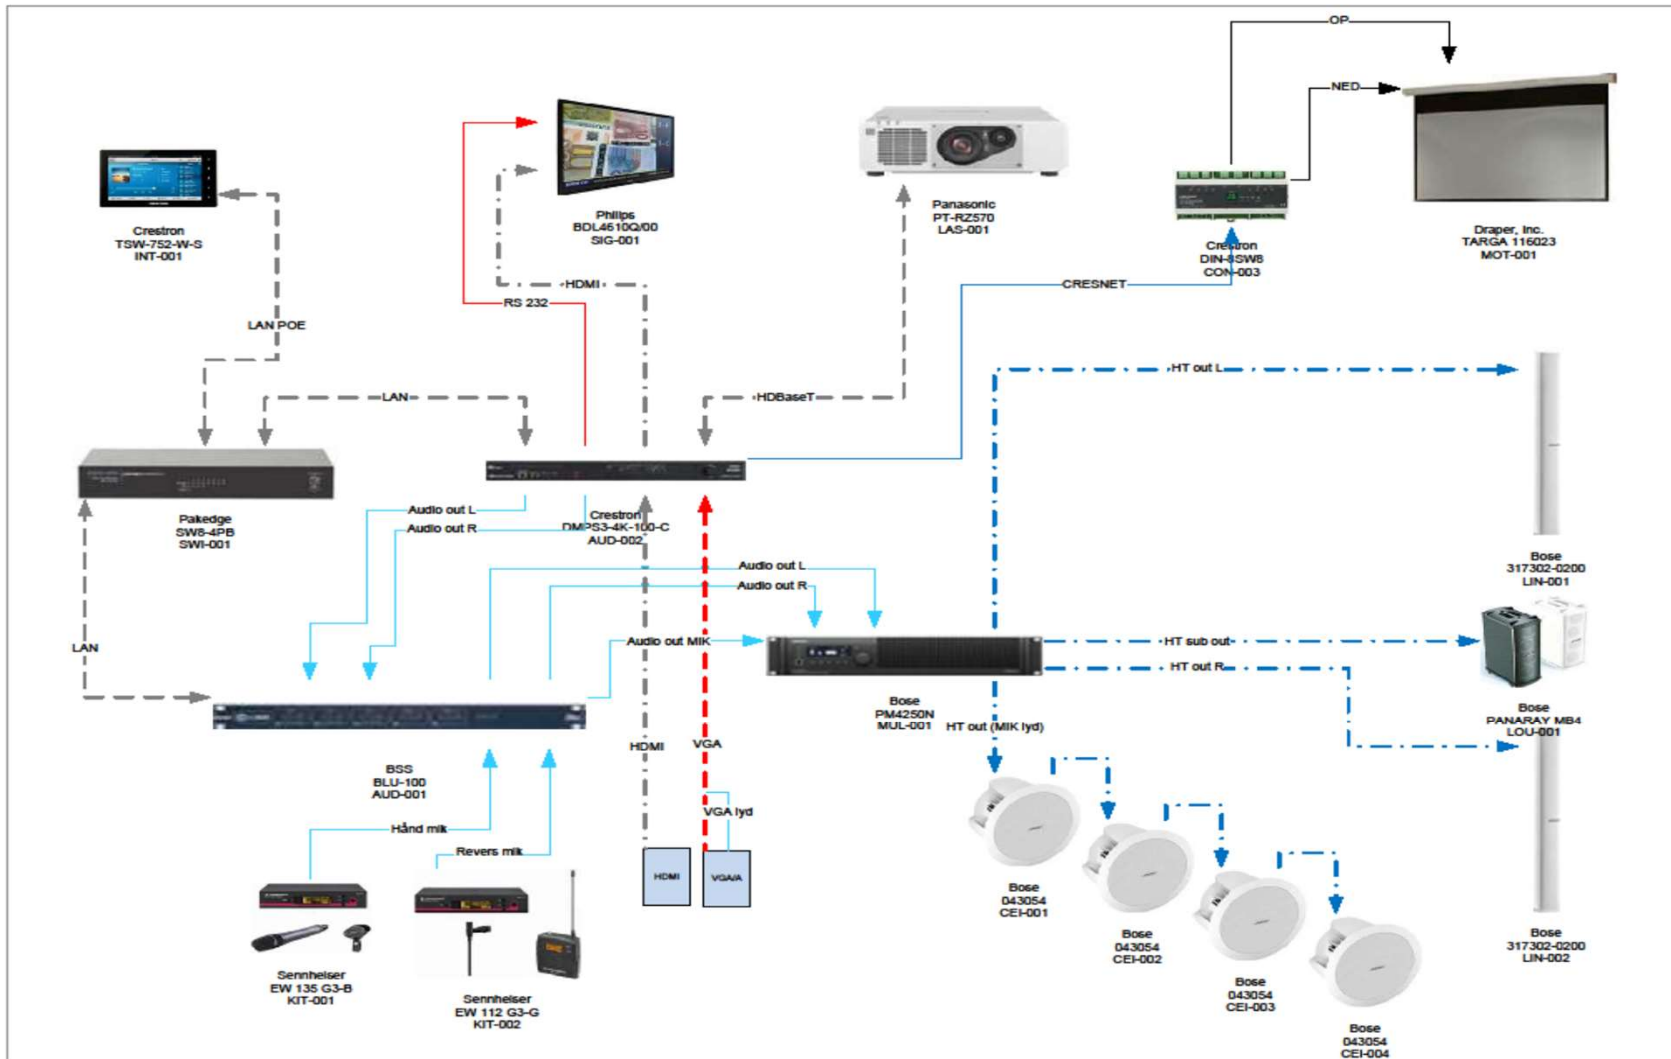 OP
NED
Crestron
TSW-752-W-S
INT-001
Philips
BDL4610Q/00
SIG-001
Panasonic
PT-RZ570
LAS-001
Crestron
DIN-8SW8
CON-003
Draper, Inc.
TARGA 116023
MOT-001
HDMI
RS 232
CRESNET
LAN POE
HT out L
LAN
HDBaseT
Pakedge
SW8-4PB
SWI-001
Audio out L
Audio out R
Crestron
DMPS3-4K-100-C
AUD-002
Bose
317302-0200
LIN-001
Audio out L
Audio out R
Audio out MIK
LAN
HT sub out
HT out R
Bose
PM4250N
MUL-001
Bose
PANARAY MB4
LOU-001
HT out (MIK lyd)
HDMI
VGA
BSS
BLU-100
AUD-001
VGA lyd
Hånd mik
Revers mik
HDMI
VGA/A
Bose
043054
CEI-001
Bose
043054
CEI-002
Bose
043054
CEI-003
Bose
043054
CEI-004
Bose
317302-0200
LIN-002
Sennheiser
EW 135 G3-B
KIT-001
Sennheiser
EW 112 G3-G
KIT-002